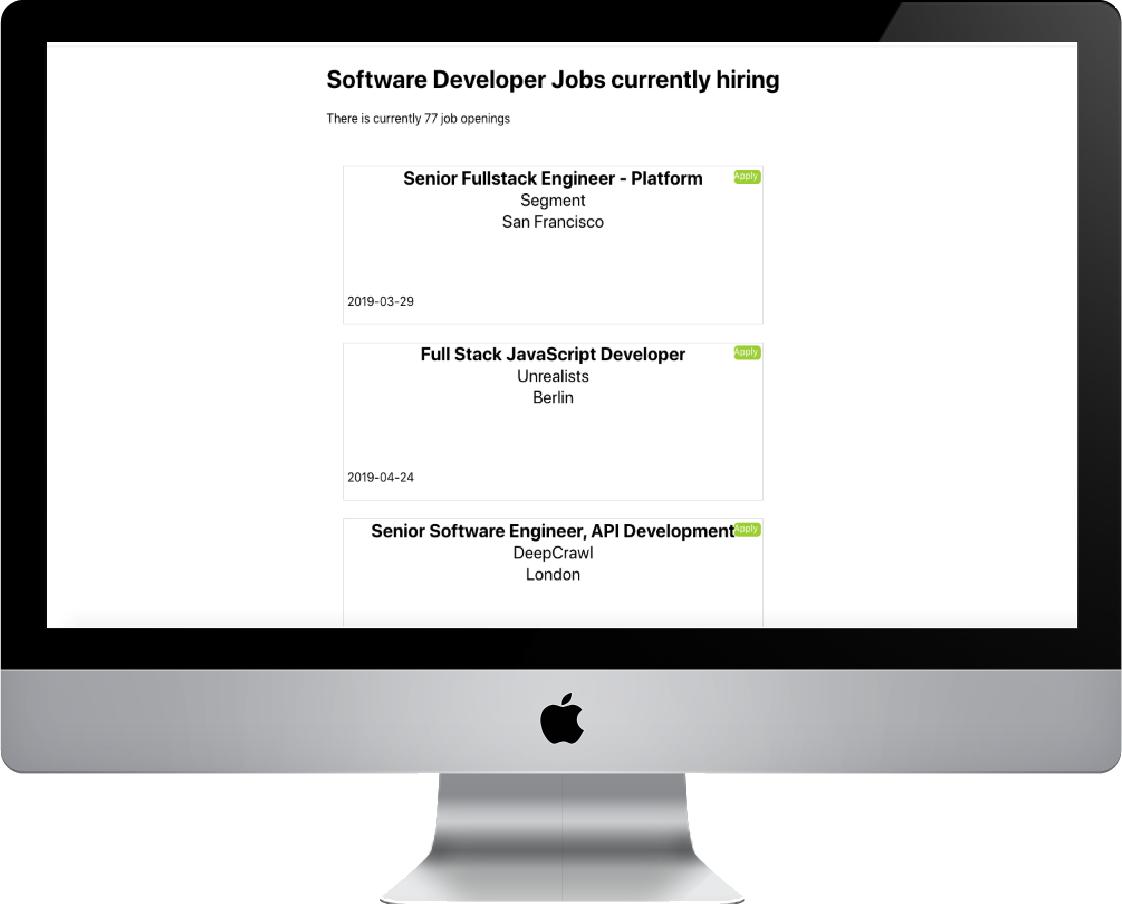 Software Developer Jobs currently hiring
There is currently 77 job openings
Senior Fullstack Engineer - Platform
Apply
Segment
San Francisco
2019-03-29
Full Stack JavaScript Developer
Apply
Unrealists
Berlin
2019-04-24
Senior Software Engineer, API Development
Apply
DeepCrawl
London